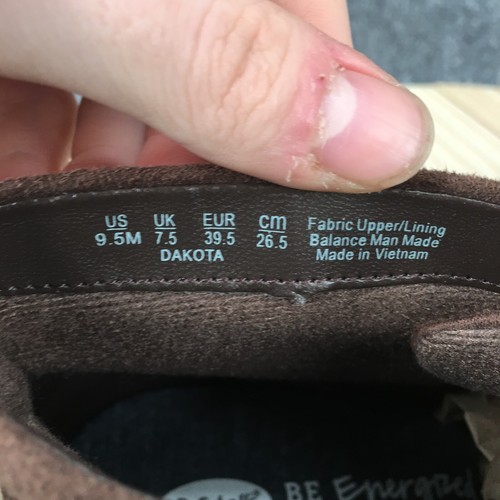 US UK EUR cm Fabric Upper/Lining
9.5M 7.5 39.5 26.5 Balance Man Made
DAKOTA Made in Vietnam
BE Energized